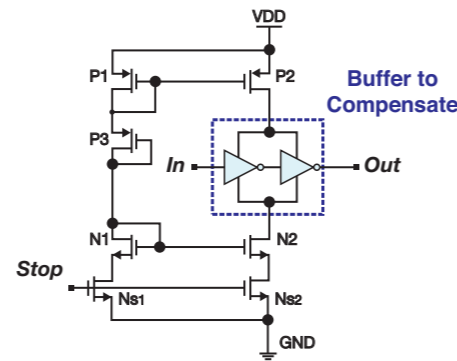 VDD
P1
P2
Buffer to
Compensate
P3
In
Out
N1
N2
Stop
Ns1
Ns2
GND